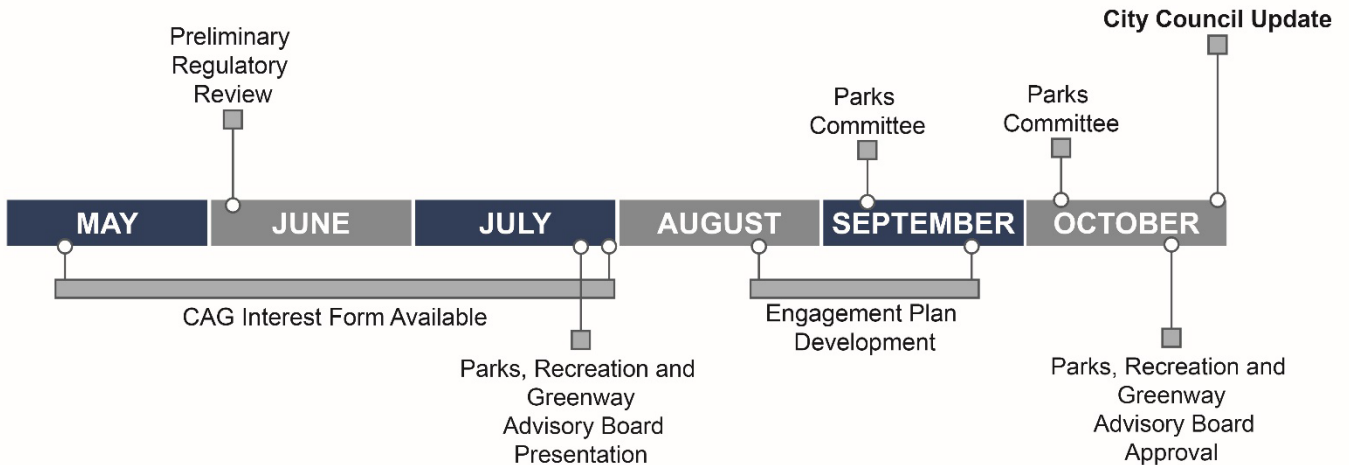 City Council Update
Preliminary
Regulatory
Review
Parks
Committee
Parks
Committee
MAY
JUNE
JULY
AUGUST
SEPTEMBER
OCTOBER
CAG Interest Form Available
Engagement Plan
Development
Parks, Recreation and
Greenway
Advisory Board
Presentation
Parks, Recreation and
Greenway
Advisory Board
Approval